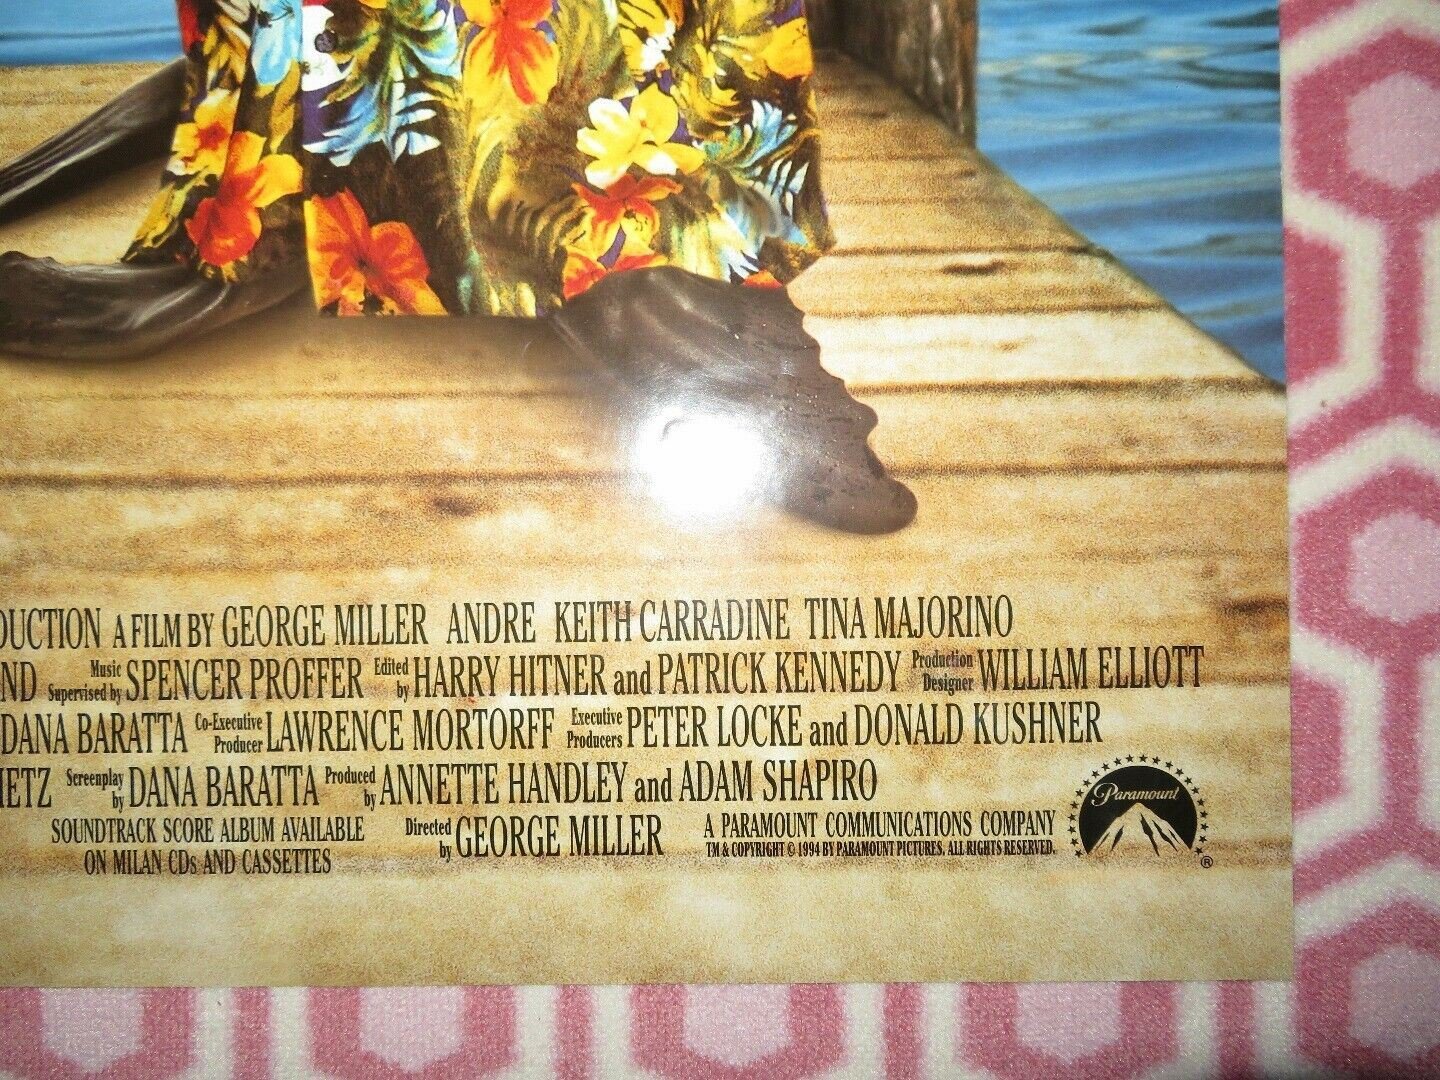 DUCTION A FILM BY GEORGE MILLER ANDRE KEITH CARRADINE TINA MAJORINO
ND Music Supervised by SPENCER PROFFER Edited by HARRY HITNER and PATRICK KENNEDY Production Designer WILLIAM ELLIOTT
DANA BARATTA Co-Executive Producer LAWRENCE MORTORFF Executive Producers PETER LOCKE and DONALD KUSHNER
IETZ Screenplay by DANA BARATTA Produced by ANNETTE HANDLEY and ADAM SHAPIRO
Paramount
SOUNDTRACK SCORE ALBUM AVAILABLE
ON MILAN CDs AND CASSETTES
Directed by GEORGE MILLER
A PARAMOUNT COMMUNICATIONS COMPANY
TM & COPYRIGHT © 1994 BY PARAMOUNT PICTURES. ALL RIGHTS RESERVED.
®